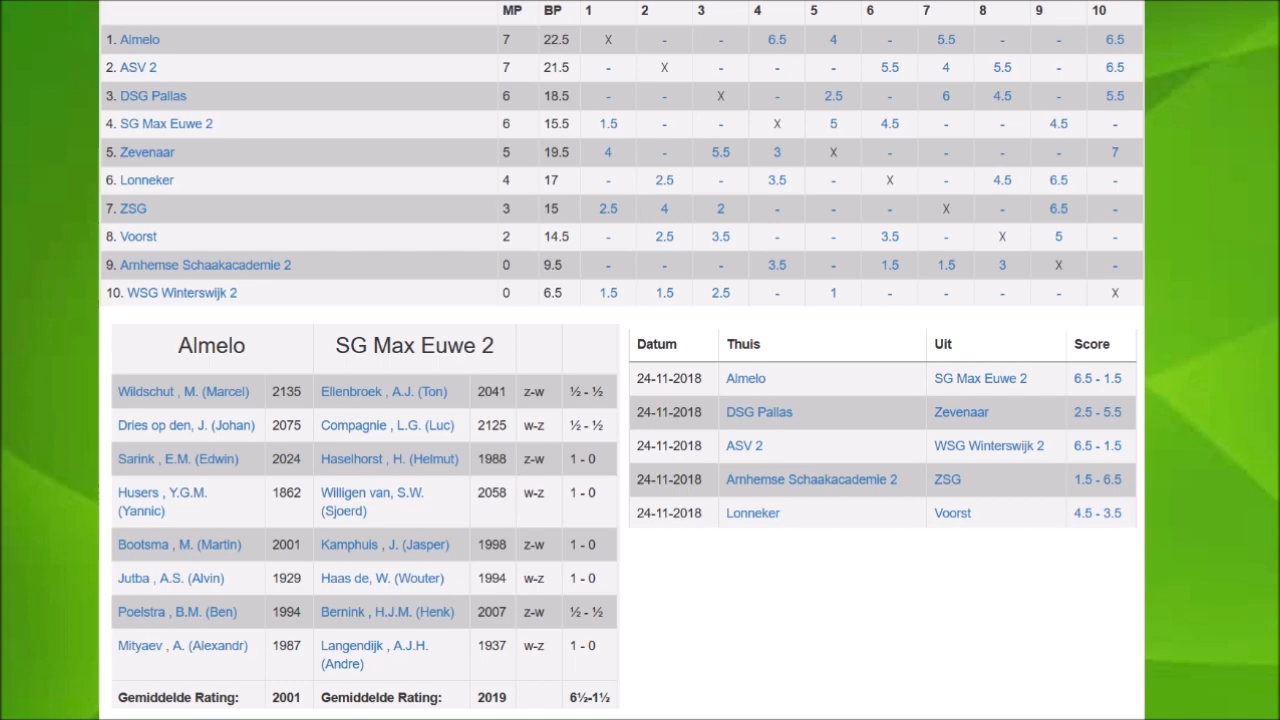 MP BP 1 2 3 4 5 6 7 8 9 10
1. Almelo 7 22.5 X - - 6.5 4 - 5.5 - - 6.5
2. ASV 2 7 21.5 - X - - - 5.5 4 5.5 - 6.5
3. DSG Pallas 6 18.5 - - X - 2.5 - 6 4.5 - 5.5
4. SG Max Euwe 2 6 15.5 1.5 - - X 5 4.5 - - 4.5 -
5. Zevenaar 5 19.5 4 - 5.5 3 X - - - - 7
6. Lonneker 4 17 - 2.5 - 3.5 - X - 4.5 6.5 -
7. ZSG 3 15 2.5 4 2 - - - X - 6.5 -
8. Voorst 2 14.5 - 2.5 3.5 - - 3.5 - X 5 -
9. Arnhemse Schaakacademie 2 0 9.5 - - - 3.5 - 1.5 1.5 3 X -
10. WSG Winterswijk 2 0 6.5 1.5 1.5 2.5 - 1 - - - - X
Almelo SG Max Euwe 2
Wildschut , M. (Marcel) 2135 Ellenbroek , A.J. (Ton) 2041 z-w ½ - ½
Dries op den, J. (Johan) 2075 Compagnie , L.G. (Luc) 2125 w-z ½ - ½
Sarink , E.M. (Edwin) 2024 Haselhorst , H. (Helmut) 1988 z-w 1 - 0
Husers , Y.G.M. 1862 Willigen van, S.W. 2058 w-z 1 - 0
(Yannic) (Sjoerd)
Bootsma , M. (Martin) 2001 Kamphuis , J. (Jasper) 1998 z-w 1 - 0
Jutba , A.S. (Alvin) 1929 Haas de, W. (Wouter) 1994 w-z 1 - 0
Poelstra , B.M. (Ben) 1994 Bernink , H.J.M. (Henk) 2007 z-w ½ - ½
Mityaev , A. (Alexandr) 1987 Langendijk , A.J.H. 1937 w-z 1 - 0
(Andre)
Gemiddelde Rating: 2001 Gemiddelde Rating: 2019 6½-1½
Datum Thuis Uit Score
24-11-2018 Almelo SG Max Euwe 2 6.5 - 1.5
24-11-2018 DSG Pallas Zevenaar 2.5 - 5.5
24-11-2018 ASV 2 WSG Winterswijk 2 6.5 - 1.5
24-11-2018 Arnhemse Schaakacademie 2 ZSG 1.5 - 6.5
24-11-2018 Lonneker Voorst 4.5 - 3.5